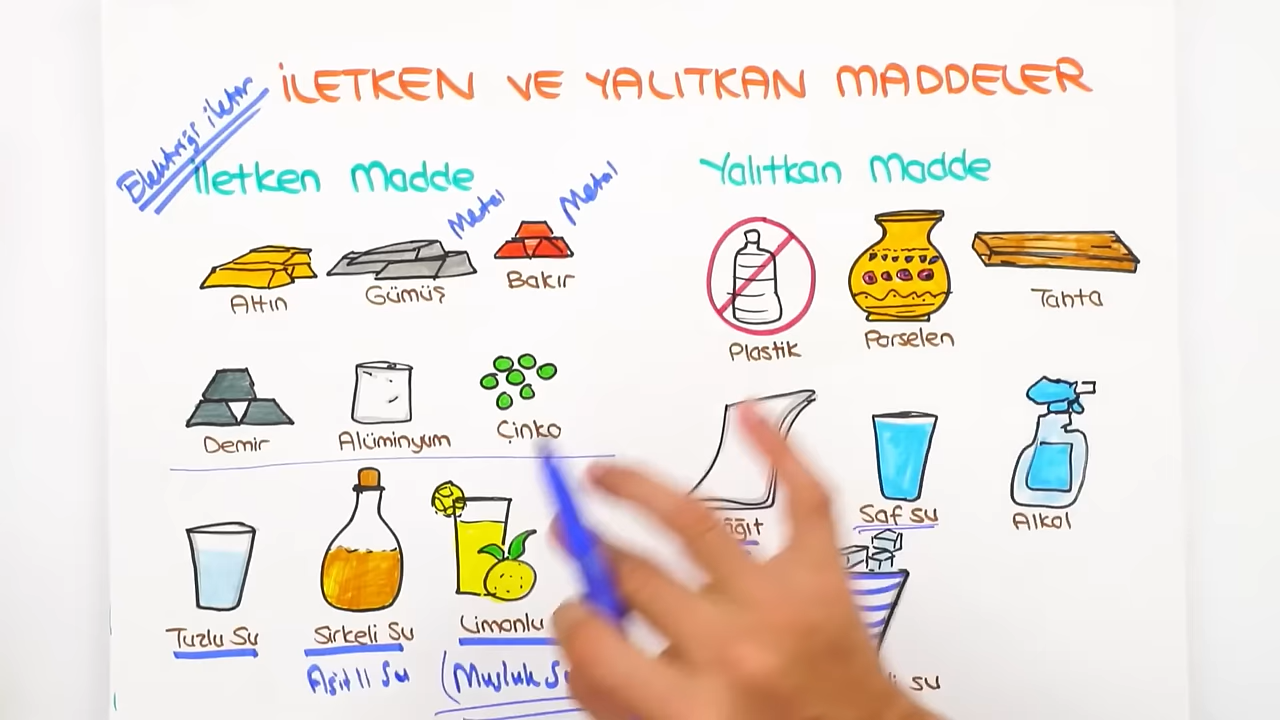 İLETKEN VE YALITKAN MADDELER
Elektriği iletir
İletken Madde
Metal
Metal
Altın
Gümüş
Bakır
Demir
Alüminyum
Çinko
Tuzlu Su
Sirkeli Su
Limonlu
Asitli Su
(Musluk Su
Yalıtkan Madde
Plastik
Porselen
Tahta
Saf su
Alkol
su